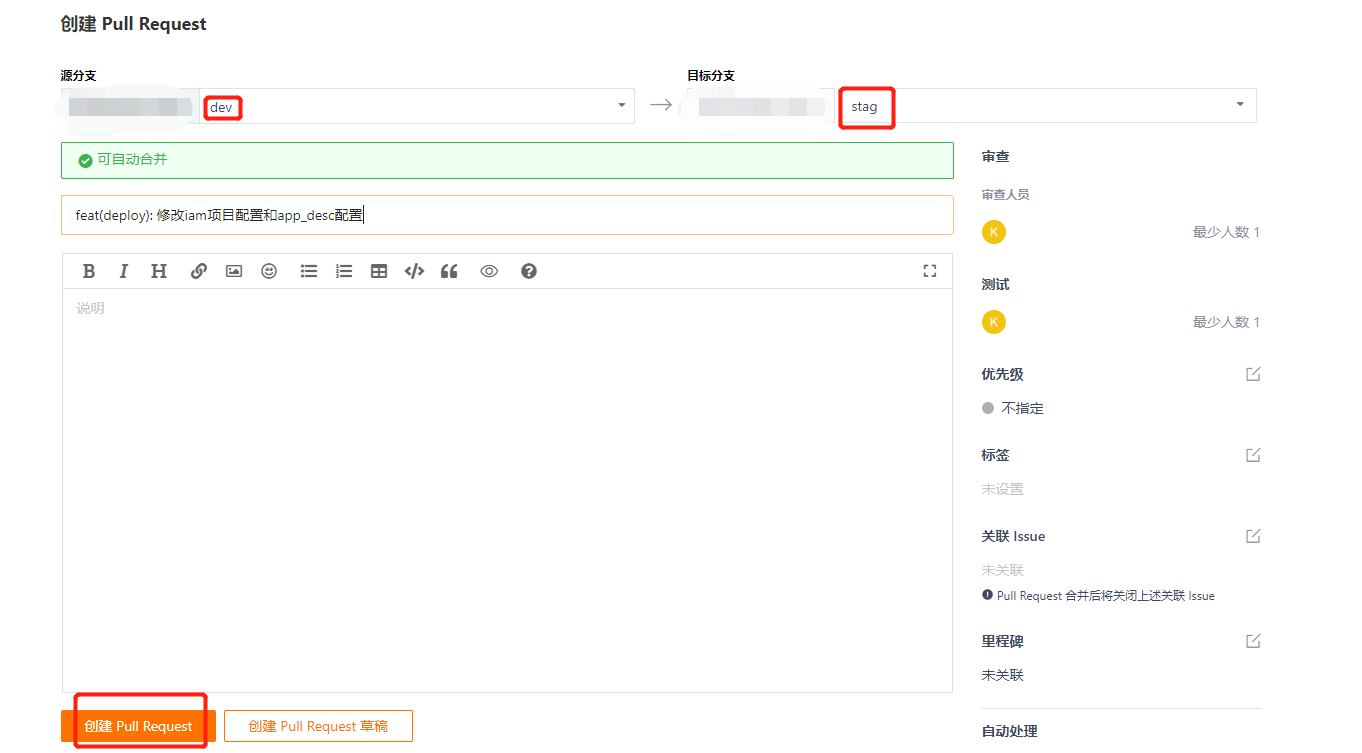 创建 Pull Request
源分支
目标分支
dev
stag
可自动合并
feat(deploy): 修改iam项目配置和app_desc配置
B I H
说明
创建 Pull Request
创建 Pull Request 草稿
审查
审查人员
K
最少人数 1
测试
K
最少人数 1
优先级
不指定
标签
未设置
关联 Issue
未关联
Pull Request 合并后将关闭上述关联 Issue
里程碑
未关联
自动处理